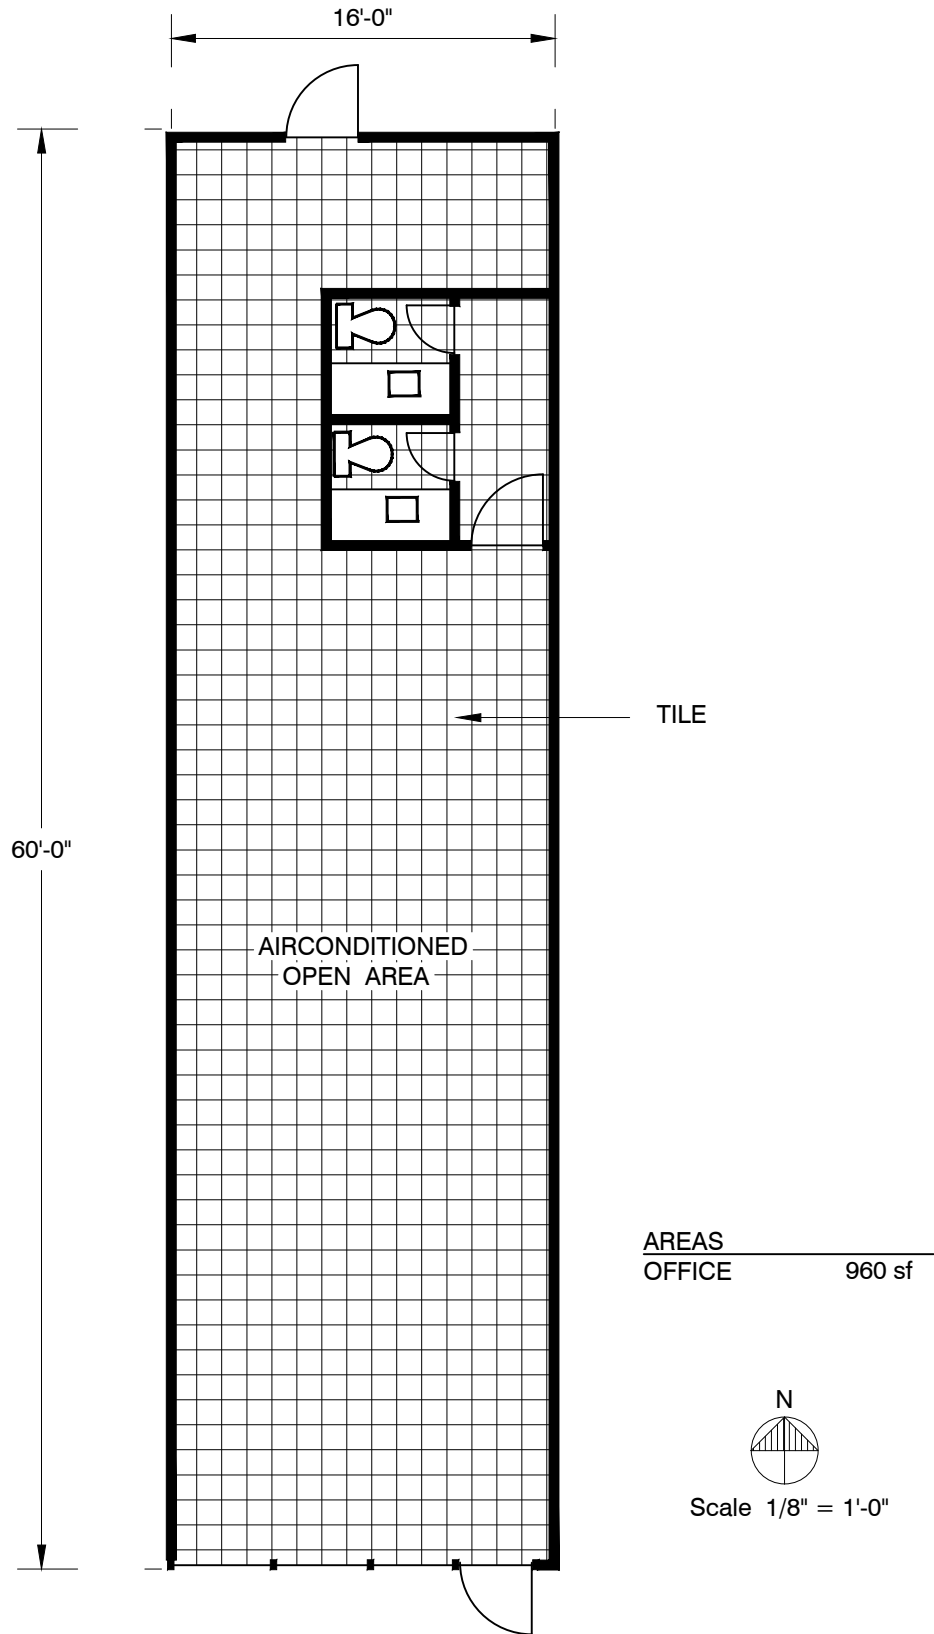 16'-0"
TILE
60'-0"
AIRCONDITIONED
OPEN AREA
AREAS
OFFICE 960 sf
N
Scale 1/8" = 1'-0"